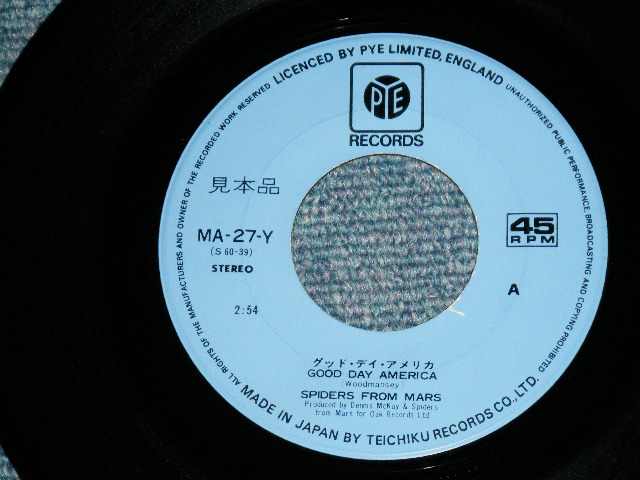 LICENCED BY PYE LIMITED, ENGLAND
UNAUTHORIZED PUBLIC PERFORMANCE, BROADCASTING AND COPYING PROHIBITED
ALL RIGHTS OF THE MANUFACTURERS AND OWNER OF THE RECORDED WORK RESERVED
PYE
RECORDS
見本品
MA-27-Y
(S 60-39)
STEREO
2:54
45
RPM
A
グッド・デイ・アメリカ
GOOD DAY AMERICA
(Woodmansey)
SPIDERS FROM MARS
Produced by Dennis McKay & Spiders
from Mars for Oak Records Ltd
MADE IN JAPAN BY TEICHIKU RECORDS CO., LTD.